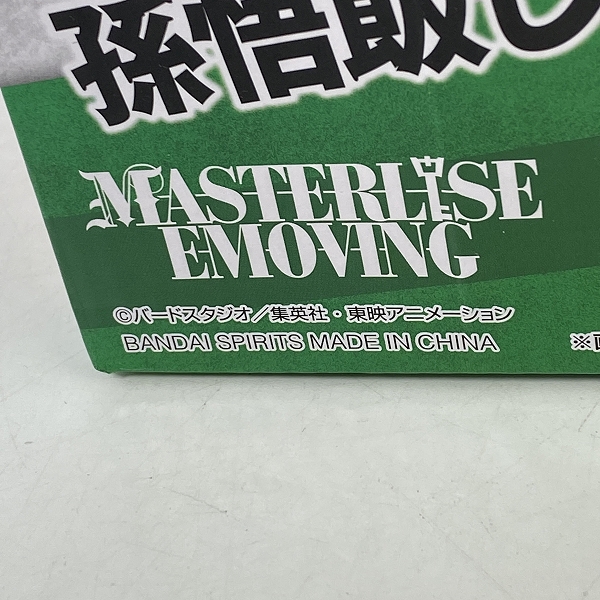 孫悟飯
MASTERLISE
EMOVING
©バードスタジオ／集英社・東映アニメーション
BANDAI SPIRITS MADE IN CHINA
※